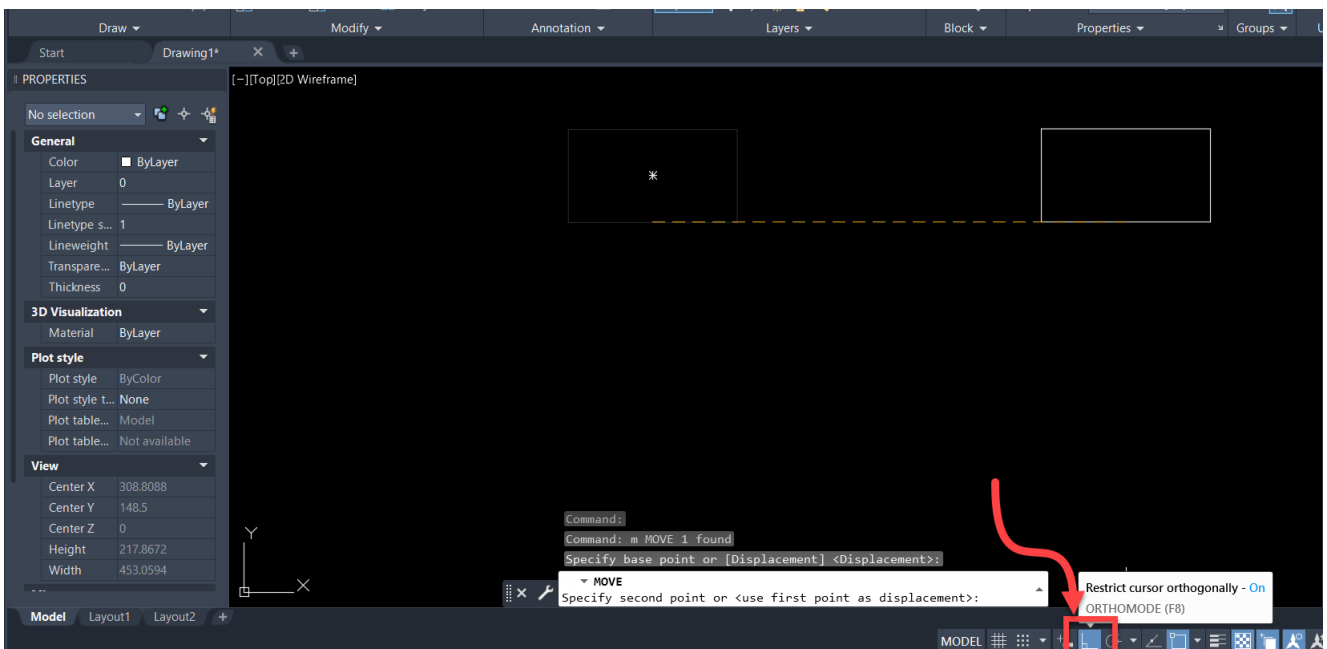 Draw Modify Annotation Layers Block Properties Groups
Start Drawing1* × +
PROPERTIES
[−][Top][2D Wireframe]
No selection
General
Color ByLayer
Layer 0
Linetype ByLayer
Linetype s... 1
Lineweight ByLayer
Transpare... ByLayer
Thickness 0
3D Visualization
Material ByLayer
Plot style
Plot style ByColor
Plot style t... None
Plot table... Model
Plot table... Not available
View
Center X 308.8088
Center Y 148.5
Center Z 0
Height 217.8672
Width 453.0594
Y
X
Command:
Command: m MOVE 1 found
Specify base point or [Displacement] <Displacement>:
MOVE
Specify second point or <use first point as displacement>:
Restrict cursor orthogonally - On
ORTHOMODE (F8)
Model Layout1 Layout2 +
MODEL